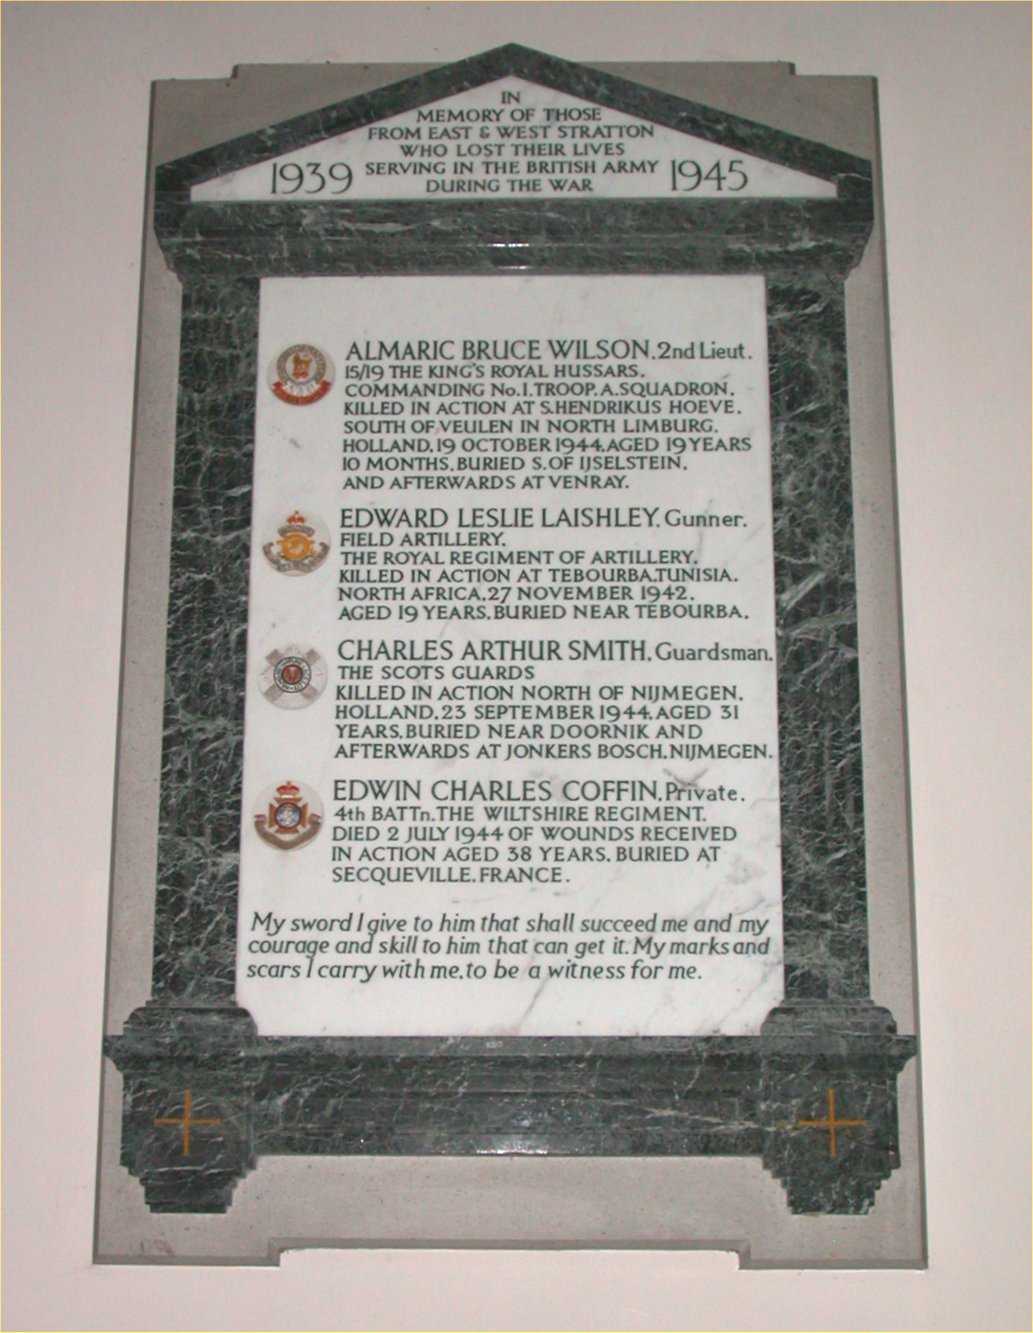 IN
MEMORY OF THOSE
FROM EAST & WEST STRATTON
WHO LOST THEIR LIVES
1939 SERVING IN THE BRITISH ARMY 1945
DURING THE WAR
ALMARIC BRUCE WILSON. 2nd Lieut.
15/19 THE KING'S ROYAL HUSSARS.
COMMANDING No.1.TROOP.A.SQUADRON.
KILLED IN ACTION AT S.HENDRIKUS HOEVE.
SOUTH OF VEULEN IN NORTH LIMBURG.
HOLLAND.19 OCTOBER 1944.AGED 19 YEARS
10 MONTHS.BURIED S.OF IJSELSTEIN.
AND AFTERWARDS AT VENRAY.
EDWARD LESLIE LAISHLEY. Gunner.
FIELD ARTILLERY.
THE ROYAL REGIMENT OF ARTILLERY.
KILLED IN ACTION AT TEBOURBA.TUNISIA.
NORTH AFRICA.27 NOVEMBER 1942.
AGED 19 YEARS.BURIED NEAR TEBOURBA.
CHARLES ARTHUR SMITH. Guardsman.
THE SCOTS GUARDS
KILLED IN ACTION NORTH OF NIJMEGEN.
HOLLAND.23 SEPTEMBER 1944.AGED 31
YEARS.BURIED NEAR DOORNIK AND
AFTERWARDS AT JONKERS BOSCH.NIJMEGEN.
EDWIN CHARLES COFFIN. Private.
4th BATTn.THE WILTSHIRE REGIMENT.
DIED 2 JULY 1944 OF WOUNDS RECEIVED
IN ACTION AGED 38 YEARS. BURIED AT
SECQUEVILLE.FRANCE.
My sword I give to him that shall succeed me and my
courage and skill to him that can get it. My marks and
scars I carry with me.to be a witness for me.